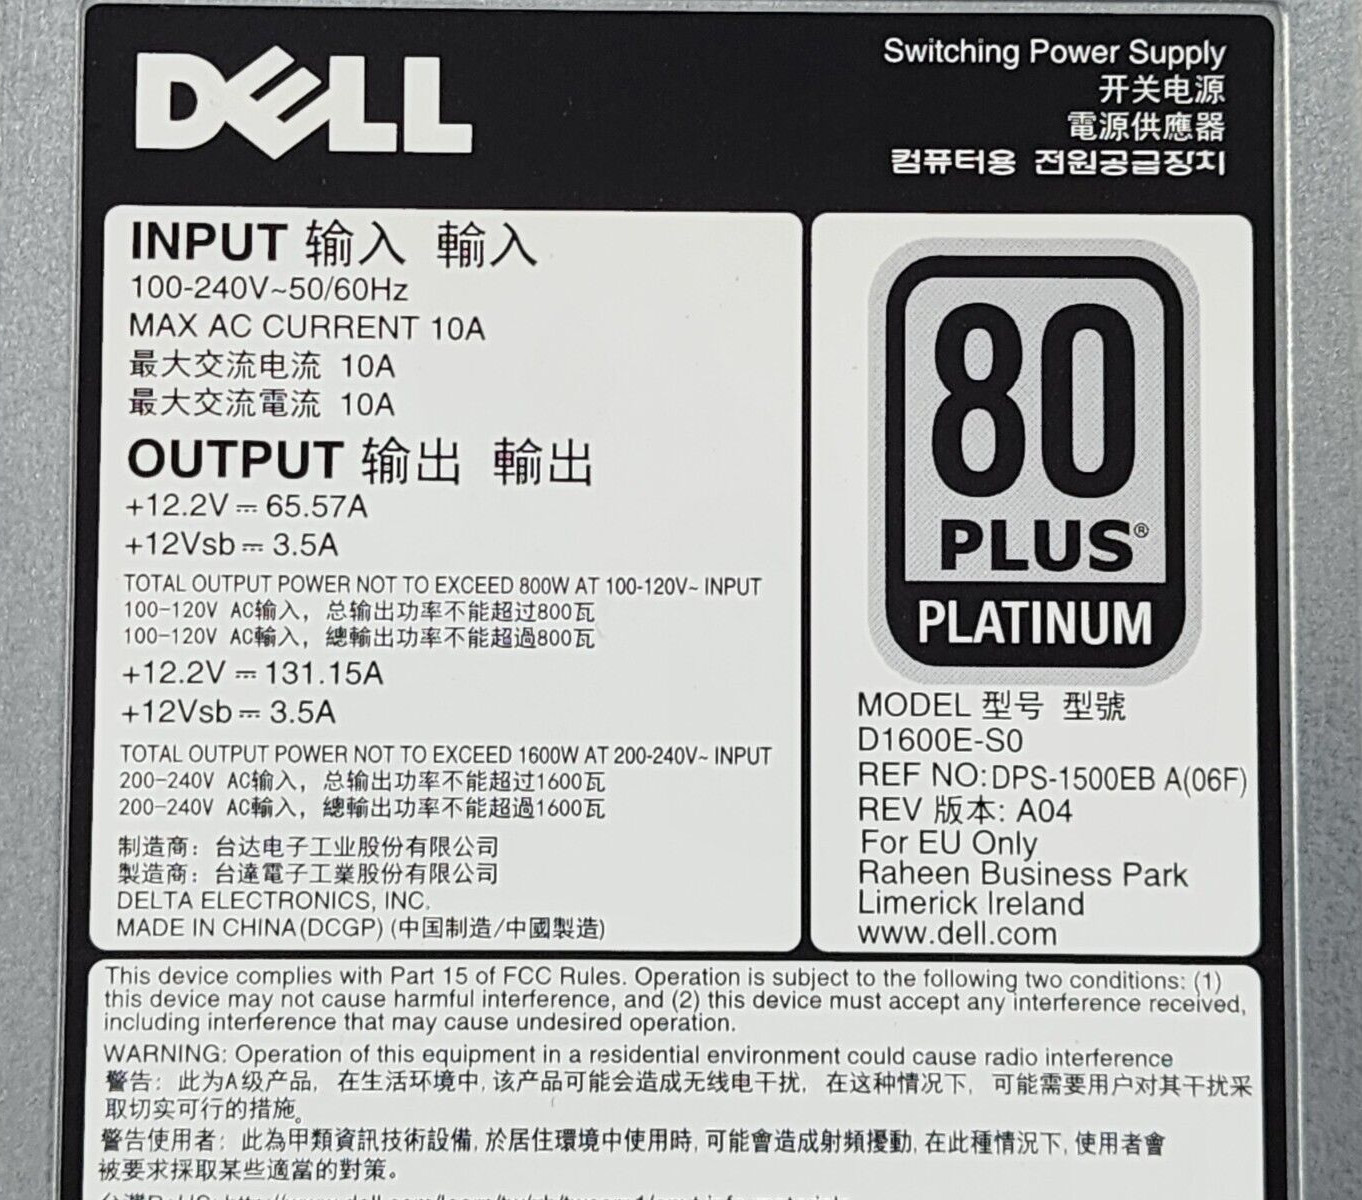 DELL
Switching Power Supply
开关电源
電源供應器
컴퓨터용 전원공급장치
INPUT 输入 輸入
100-240V~50/60Hz
MAX AC CURRENT 10A
最大交流电流 10A
最大交流電流 10A
OUTPUT 输出 輸出
+12.2V⎓65.57A
+12Vsb⎓3.5A
TOTAL OUTPUT POWER NOT TO EXCEED 800W AT 100-120V~ INPUT
100-120V AC输入，总输出功率不能超过800瓦
100-120V AC輸入，總輸出功率不能超過800瓦
+12.2V⎓131.15A
+12Vsb⎓3.5A
TOTAL OUTPUT POWER NOT TO EXCEED 1600W AT 200-240V~ INPUT
200-240V AC输入，总输出功率不能超过1600瓦
200-240V AC輸入，總輸出功率不能超過1600瓦
制造商：台达电子工业股份有限公司
製造商：台達電子工業股份有限公司
DELTA ELECTRONICS, INC.
MADE IN CHINA(DCGP) (中国制造/中國製造)
80
PLUS®
PLATINUM
MODEL 型号 型號
D1600E-S0
REF NO:DPS-1500EB A(06F)
REV 版本: A04
For EU Only
Raheen Business Park
Limerick Ireland
www.dell.com
This device complies with Part 15 of FCC Rules. Operation is subject to the following two conditions: (1)
this device may not cause harmful interference, and (2) this device must accept any interference received,
including interference that may cause undesired operation.
WARNING: Operation of this equipment in a residential environment could cause radio interference
警告：此为A级产品，在生活环境中,该产品可能会造成无线电干扰，在这种情况下，可能需要用户对其干扰采
取切实可行的措施。
警告使用者：此為甲類資訊技術設備,於居住環境中使用時,可能會造成射頻擾動,在此種情況下,使用者會
被要求採取某些適當的對策。